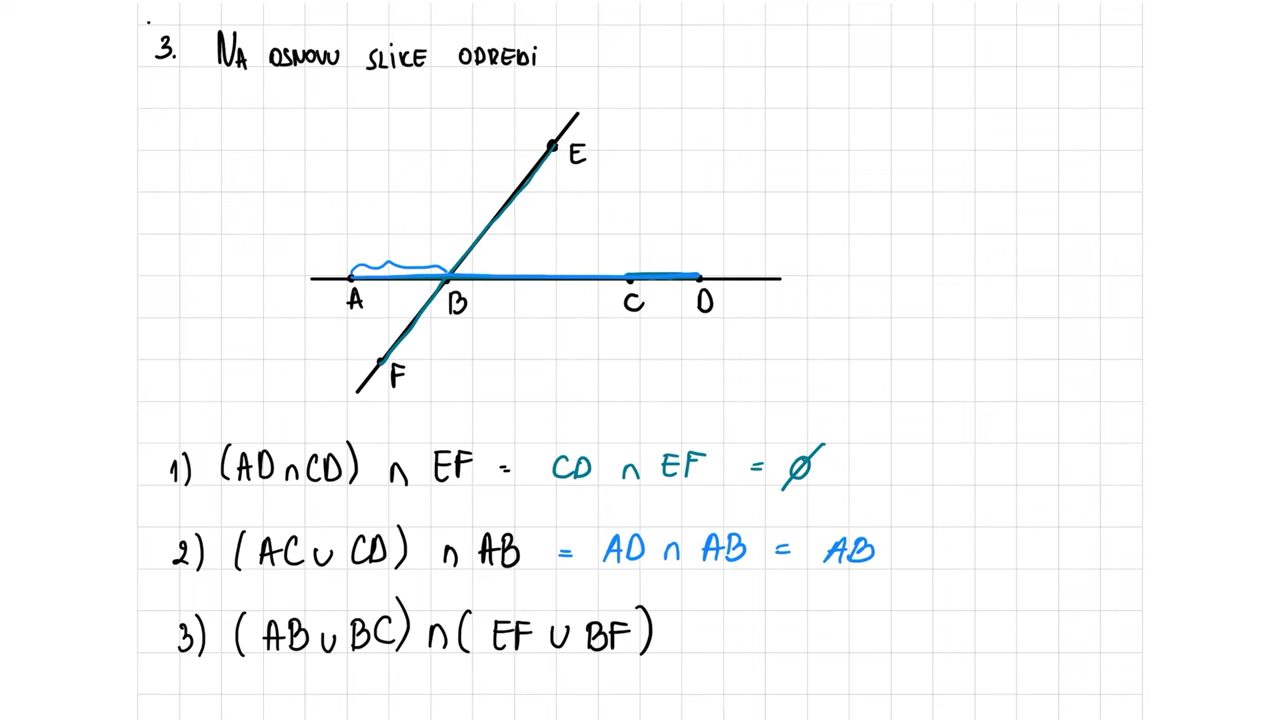 3. NA OSNOVU SLICE ODREDI
E
A B C D
F
1) (AD ∩ CD) ∩ EF = CD ∩ EF = ∅
2) (AC ∪ CD) ∩ AB = AD ∩ AB = AB
3) (AB ∪ BC) ∩ (EF ∪ BF)